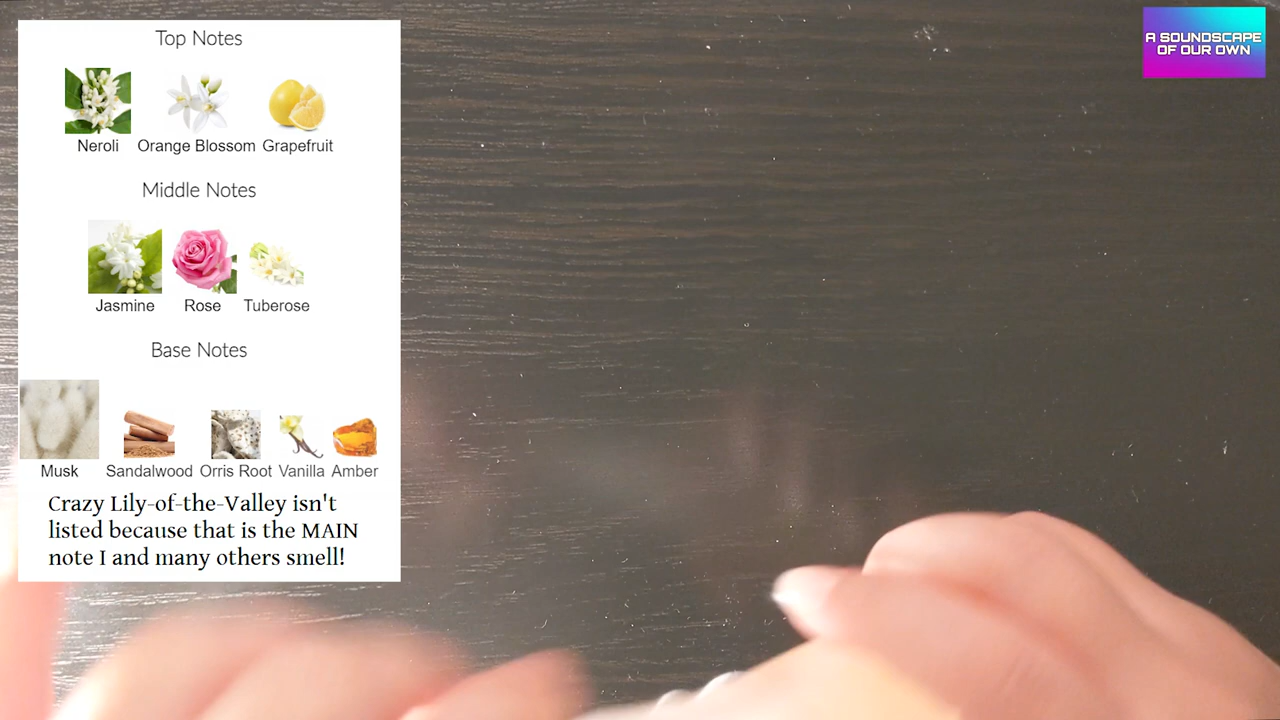 Top Notes
Neroli Orange Blossom Grapefruit
Middle Notes
Jasmine Rose Tuberose
Base Notes
Musk Sandalwood Orris Root Vanilla Amber
Crazy Lily-of-the-Valley isn't
listed because that is the MAIN
note I and many others smell!
A SOUNDSCAPE
OF OUR OWN